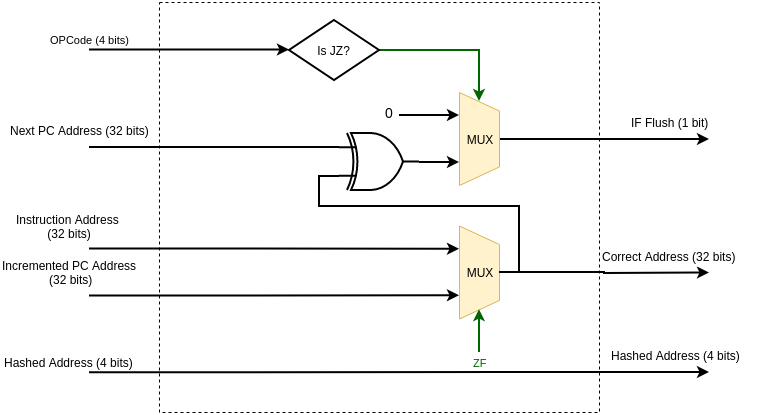 OPCode (4 bits)
Is JZ?
0
Next PC Address (32 bits)
MUX
IF Flush (1 bit)
Instruction Address
(32 bits)
Incremented PC Address
(32 bits)
MUX
Correct Address (32 bits)
Hashed Address (4 bits)
ZF
Hashed Address (4 bits)